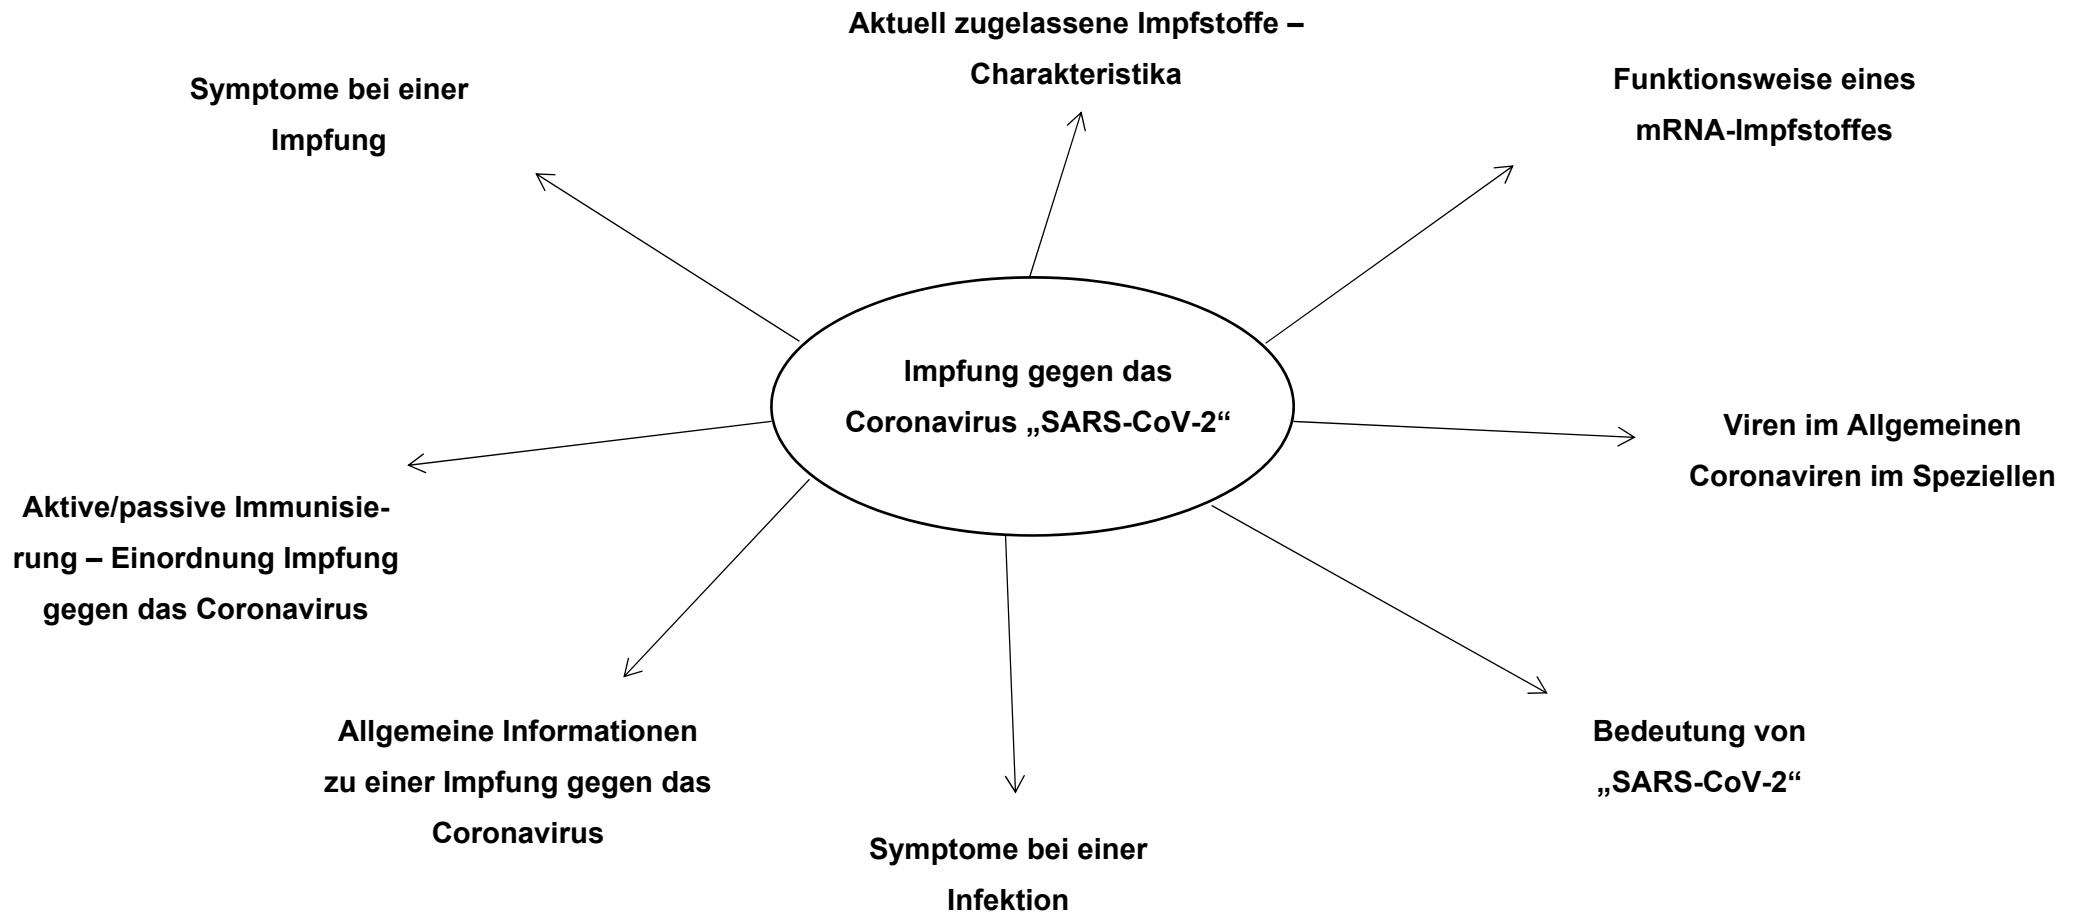 Aktuell zugelassene Impfstoffe –
Charakteristika
Symptome bei einer
Impfung
Funktionsweise eines
mRNA-Impfstoffes
Impfung gegen das
Coronavirus „SARS-CoV-2“
Viren im Allgemeinen
Coronaviren im Speziellen
Aktive/passive Immunisie-
rung – Einordnung Impfung
gegen das Coronavirus
Allgemeine Informationen
zu einer Impfung gegen das
Coronavirus
Bedeutung von
„SARS-CoV-2“
Symptome bei einer
Infektion